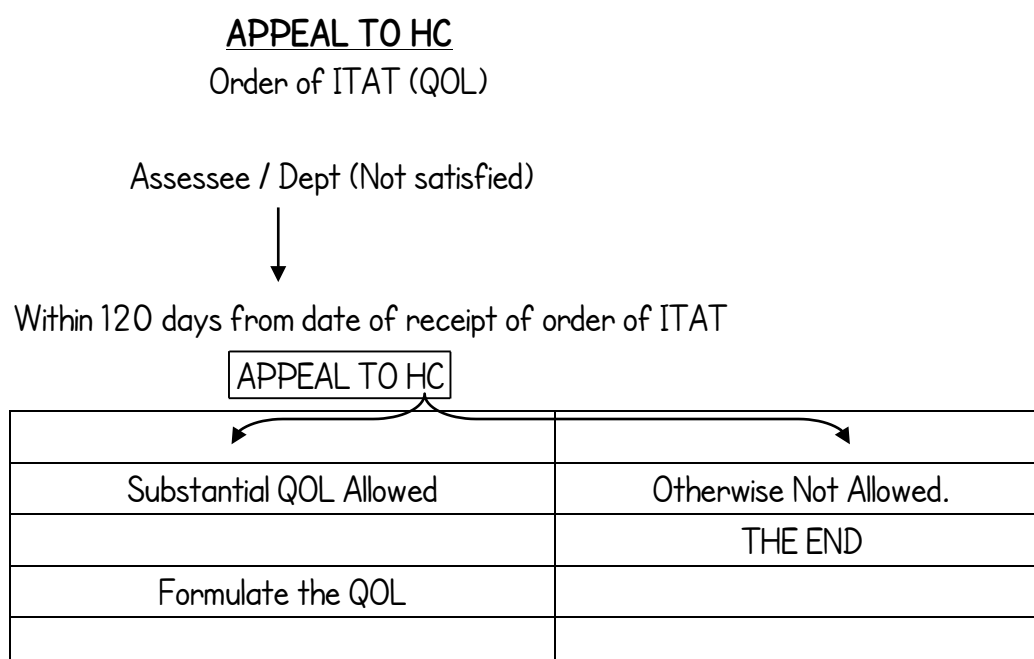 APPEAL TO HC
Order of ITAT (QOL)
Assessee / Dept (Not satisfied)
Within 120 days from date of receipt of order of ITAT
APPEAL TO HC
Substantial QOL Allowed
Otherwise Not Allowed.
THE END
Formulate the QOL